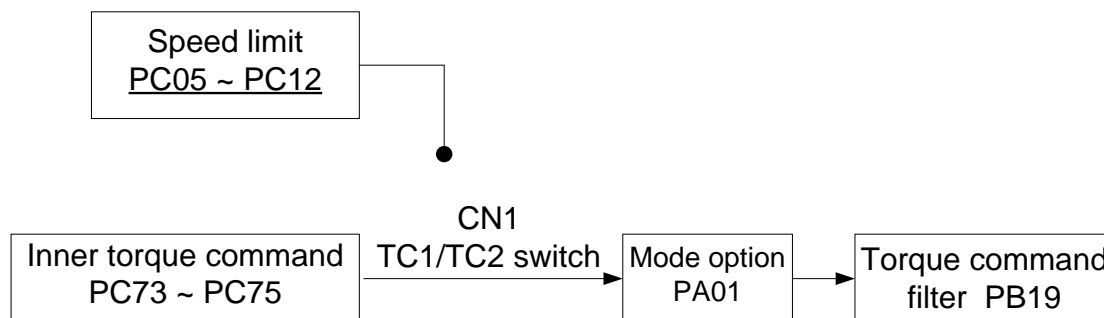 Speed limit
PC05 ~ PC12
CN1
TC1/TC2 switch
Inner torque command
PC73 ~ PC75
Mode option
PA01
Torque command
filter PB19